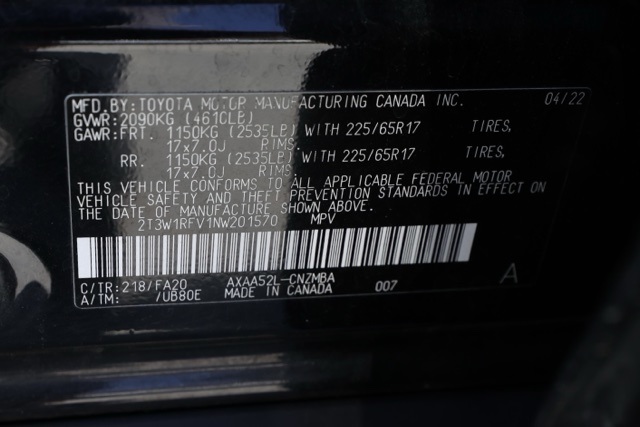 MFD.BY:TOYOTA MOTOR MANUFACTURING CANADA INC. 04/22
GVWR:2090KG (4610LB)
GAWR:FRT. 1150KG (2535LB) WITH 225/65R17 TIRES,
17x7.0J RIMS.
RR. 1150KG (2535LB) WITH 225/65R17 TIRES,
17x7.0J RIMS.
THIS VEHICLE CONFORMS TO ALL APPLICABLE FEDERAL MOTOR
VEHICLE SAFETY AND THEFT PREVENTION STANDARDS IN EFFECT ON
THE DATE OF MANUFACTURE SHOWN ABOVE.
2T3W1RFV1NW201570 MPV
C/TR:218/FA20 AXAA52L-CNZMBA 007 A
A/TM: /UB80E MADE IN CANADA